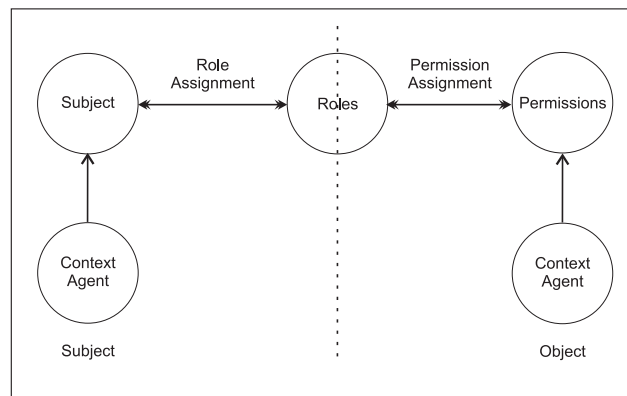 Role
Assignment
Permission
Assignment
Subject
Roles
Permissions
Context
Agent
Context
Agent
Subject
Object